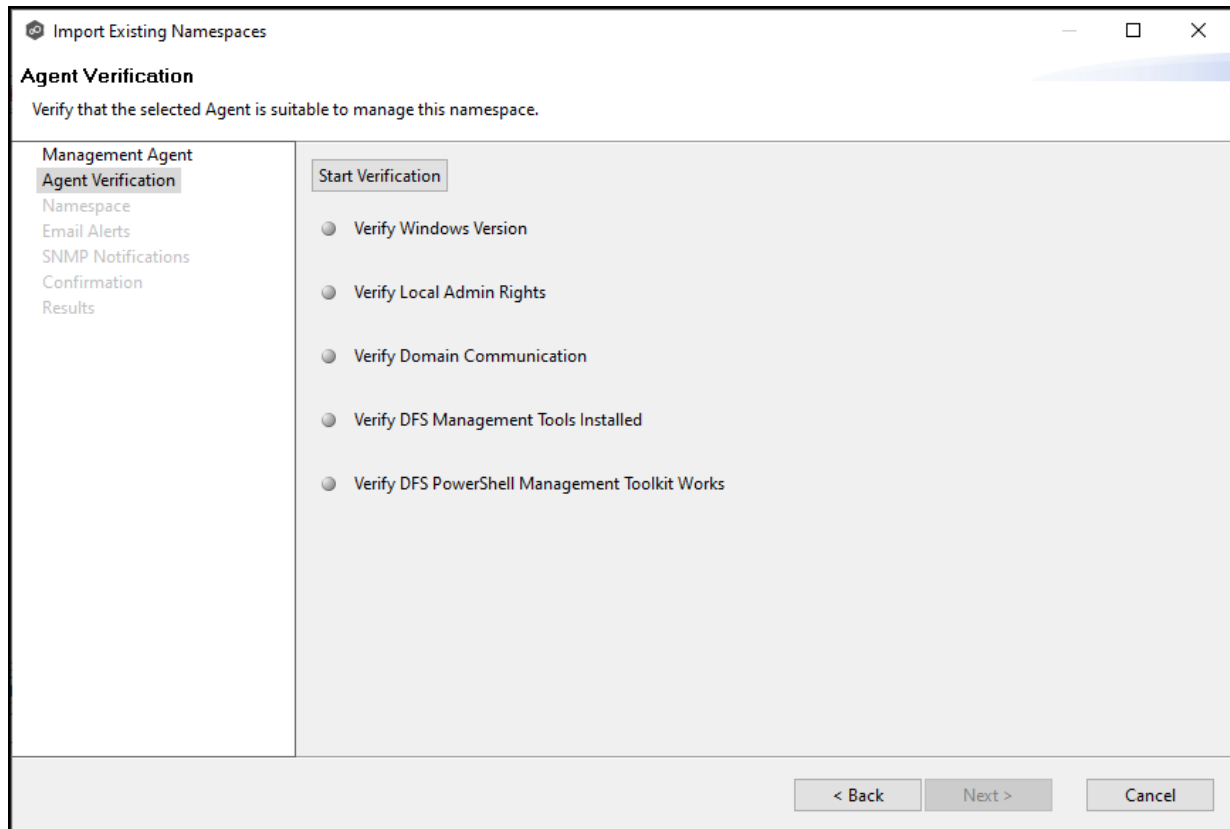 Import Existing Namespaces
Agent Verification
Verify that the selected Agent is suitable to manage this namespace.
Management Agent
Agent Verification
Namespace
Email Alerts
SNMP Notifications
Confirmation
Results
Start Verification
Verify Windows Version
Verify Local Admin Rights
Verify Domain Communication
Verify DFS Management Tools Installed
Verify DFS PowerShell Management Toolkit Works
< Back
Next >
Cancel